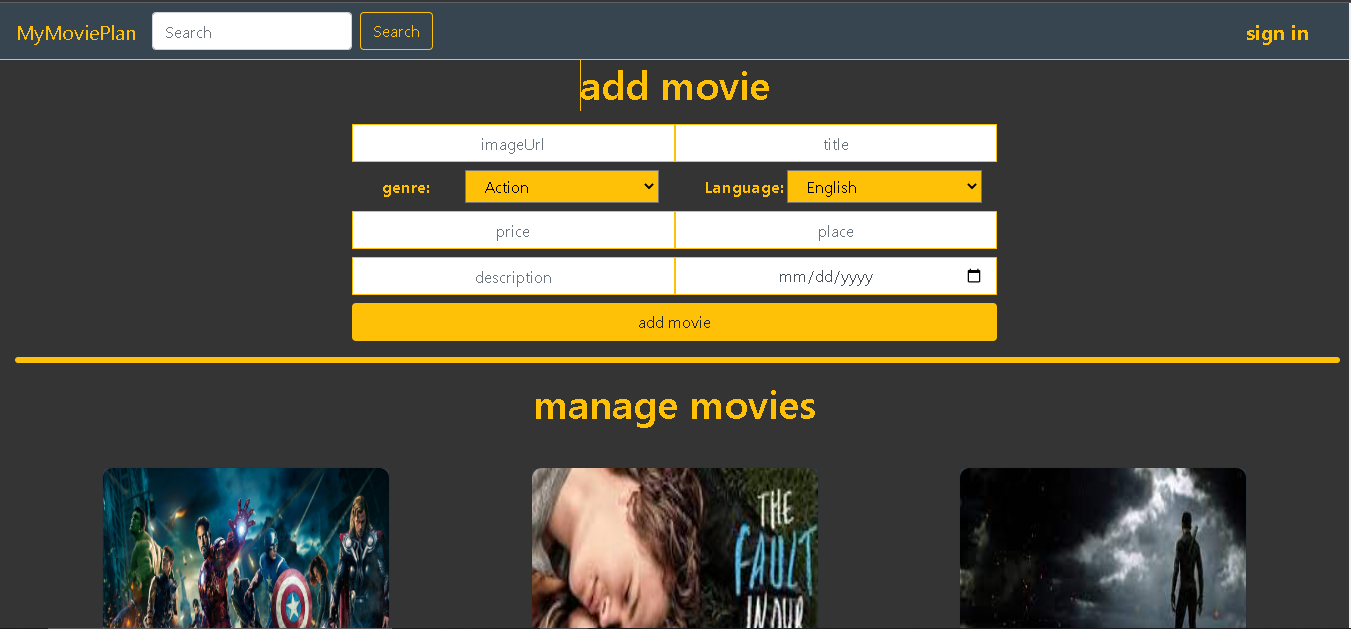 MyMoviePlan Search Search sign in
add movie
imageUrl title
genre: Action Language: English
price place
description mm/dd/yyyy
add movie
manage movies
THE
FAULT
IN OUR